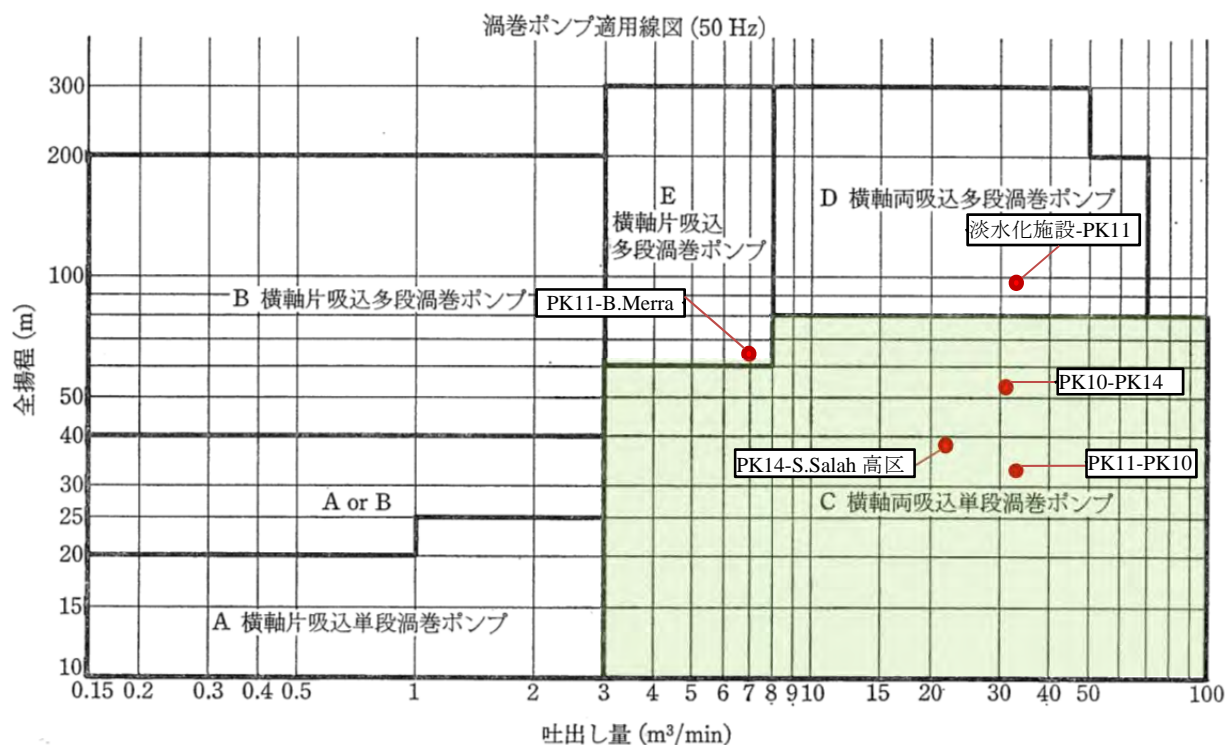 渦巻ポンプ適用線図 (50 Hz)
300
200
100
50
40
30
25
20
15
10
全揚程 (m)
E
横軸片吸込
多段渦巻ポンプ
D 横軸両吸込多段渦巻ポンプ
淡水化施設-PK11
B 横軸片吸込多段渦巻ポンプ
PK11-B.Merra
PK10-PK14
PK14-S.Salah 高区
PK11-PK10
A or B
C 横軸両吸込単段渦巻ポンプ
A 横軸片吸込単段渦巻ポンプ
0.15 0.2 0.3 0.4 0.5 1 2 3 4 5 6 7 8 9 10 15 20 30 40 50 100
吐出し量 (m³/min)